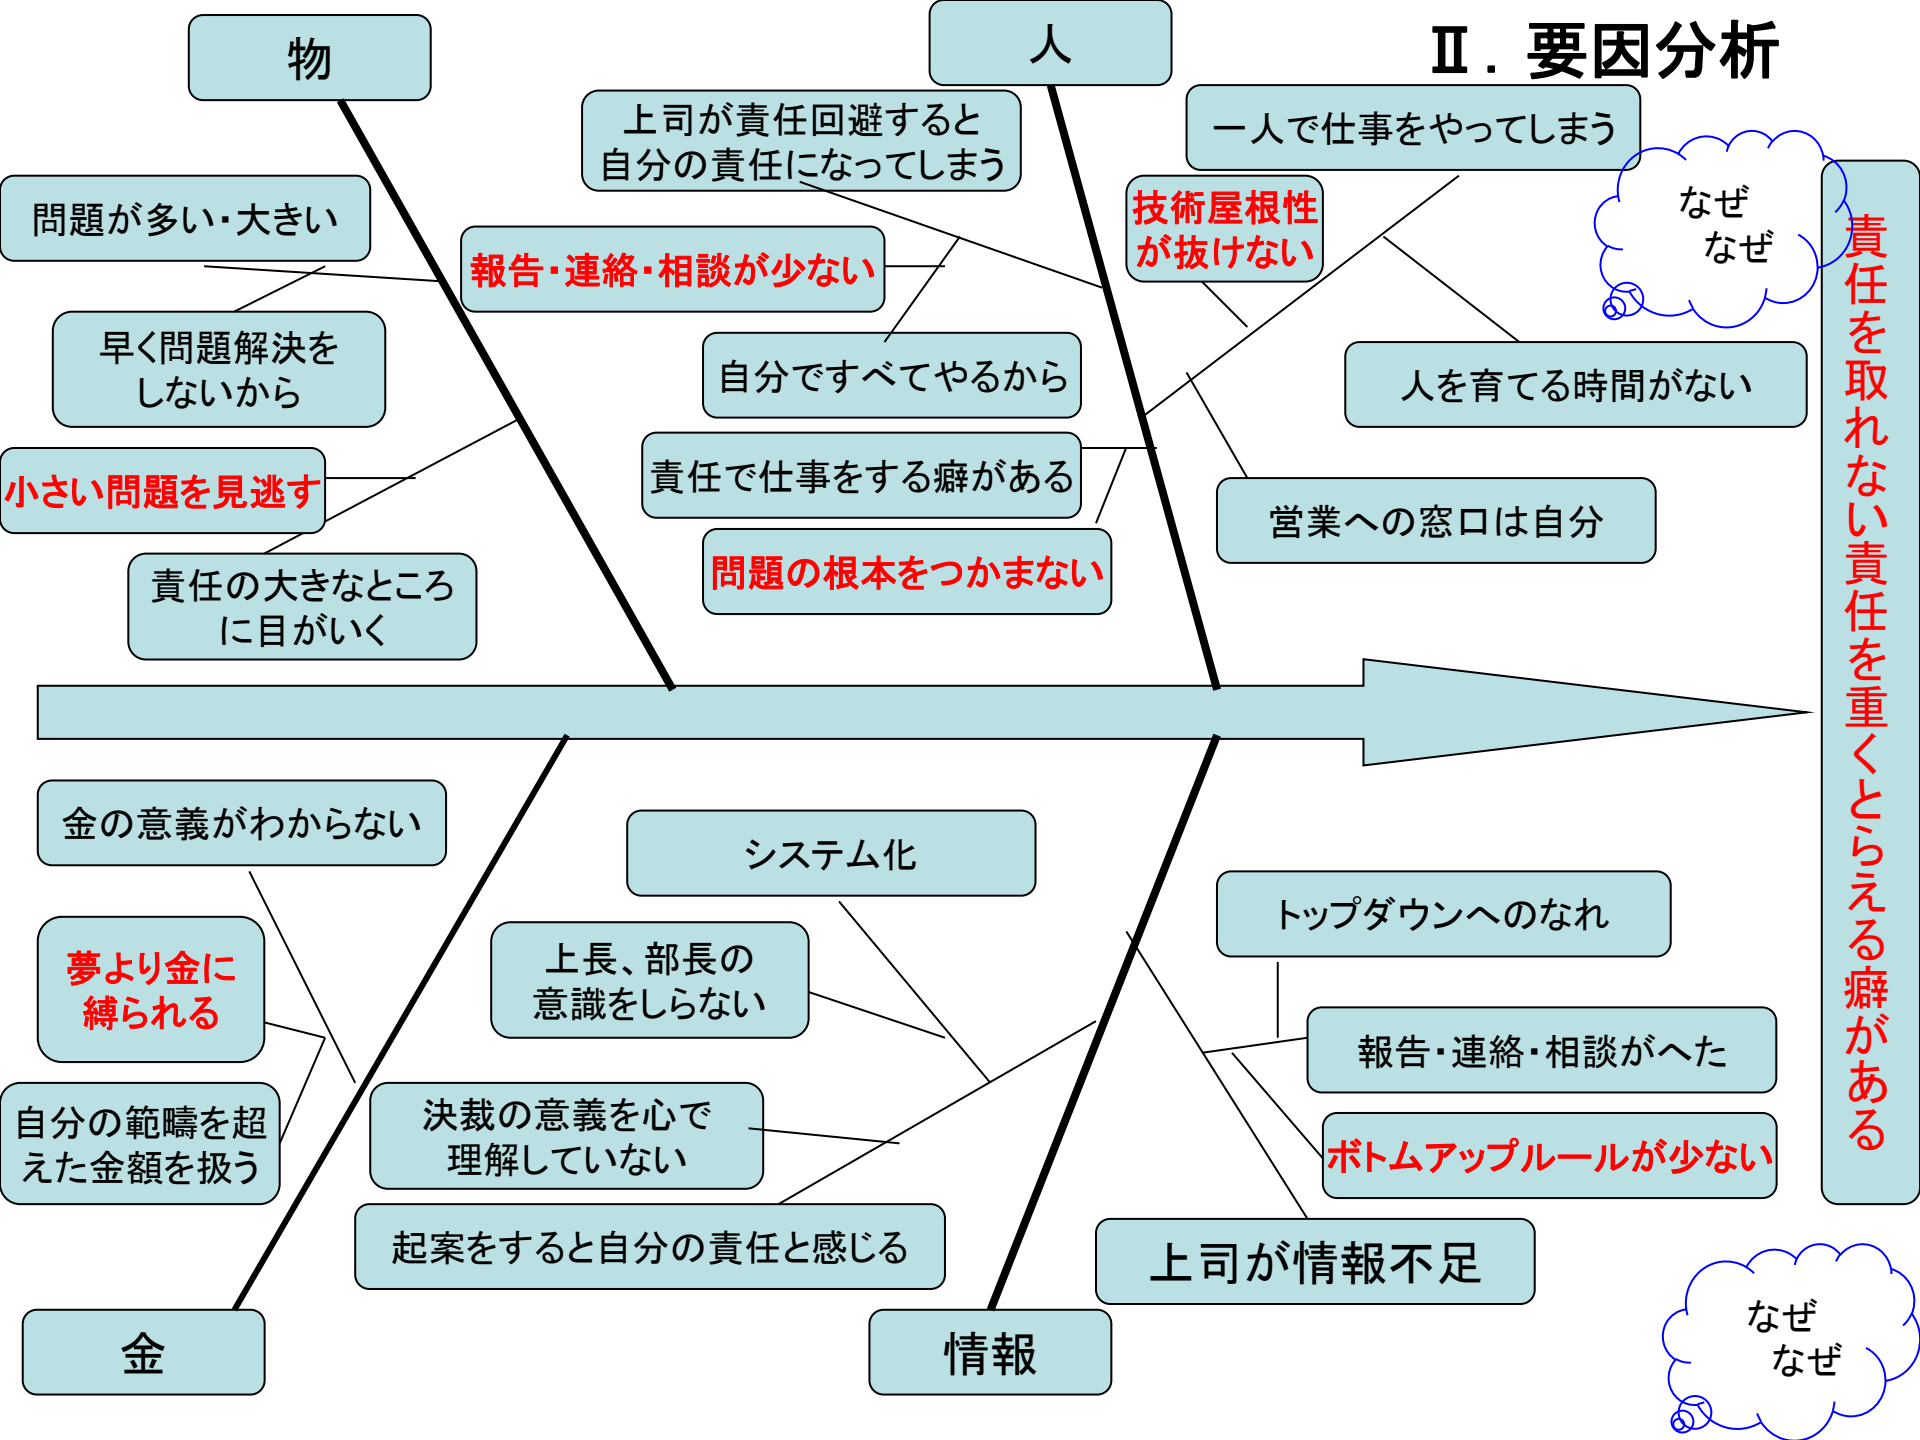 Ⅱ．要因分析
物
人
上司が責任回避すると
自分の責任になってしまう
一人で仕事をやってしまう
問題が多い・大きい
技術屋根性
が抜けない
なぜ
なぜ
報告・連絡・相談が少ない
早く問題解決を
しないから
自分ですべてやるから
人を育てる時間がない
小さい問題を見逃す
責任で仕事をする癖がある
営業への窓口は自分
責任の大きなところ
に目がいく
問題の根本をつかまない
責任を取れない責任を重くとらえる癖がある
金の意義がわからない
システム化
トップダウンへのなれ
夢より金に
縛られる
上長、部長の
意識をしらない
報告・連絡・相談がへた
自分の範疇を超
えた金額を扱う
決裁の意義を心で
理解していない
ボトムアップルールが少ない
起案をすると自分の責任と感じる
上司が情報不足
金
情報
なぜ
なぜ